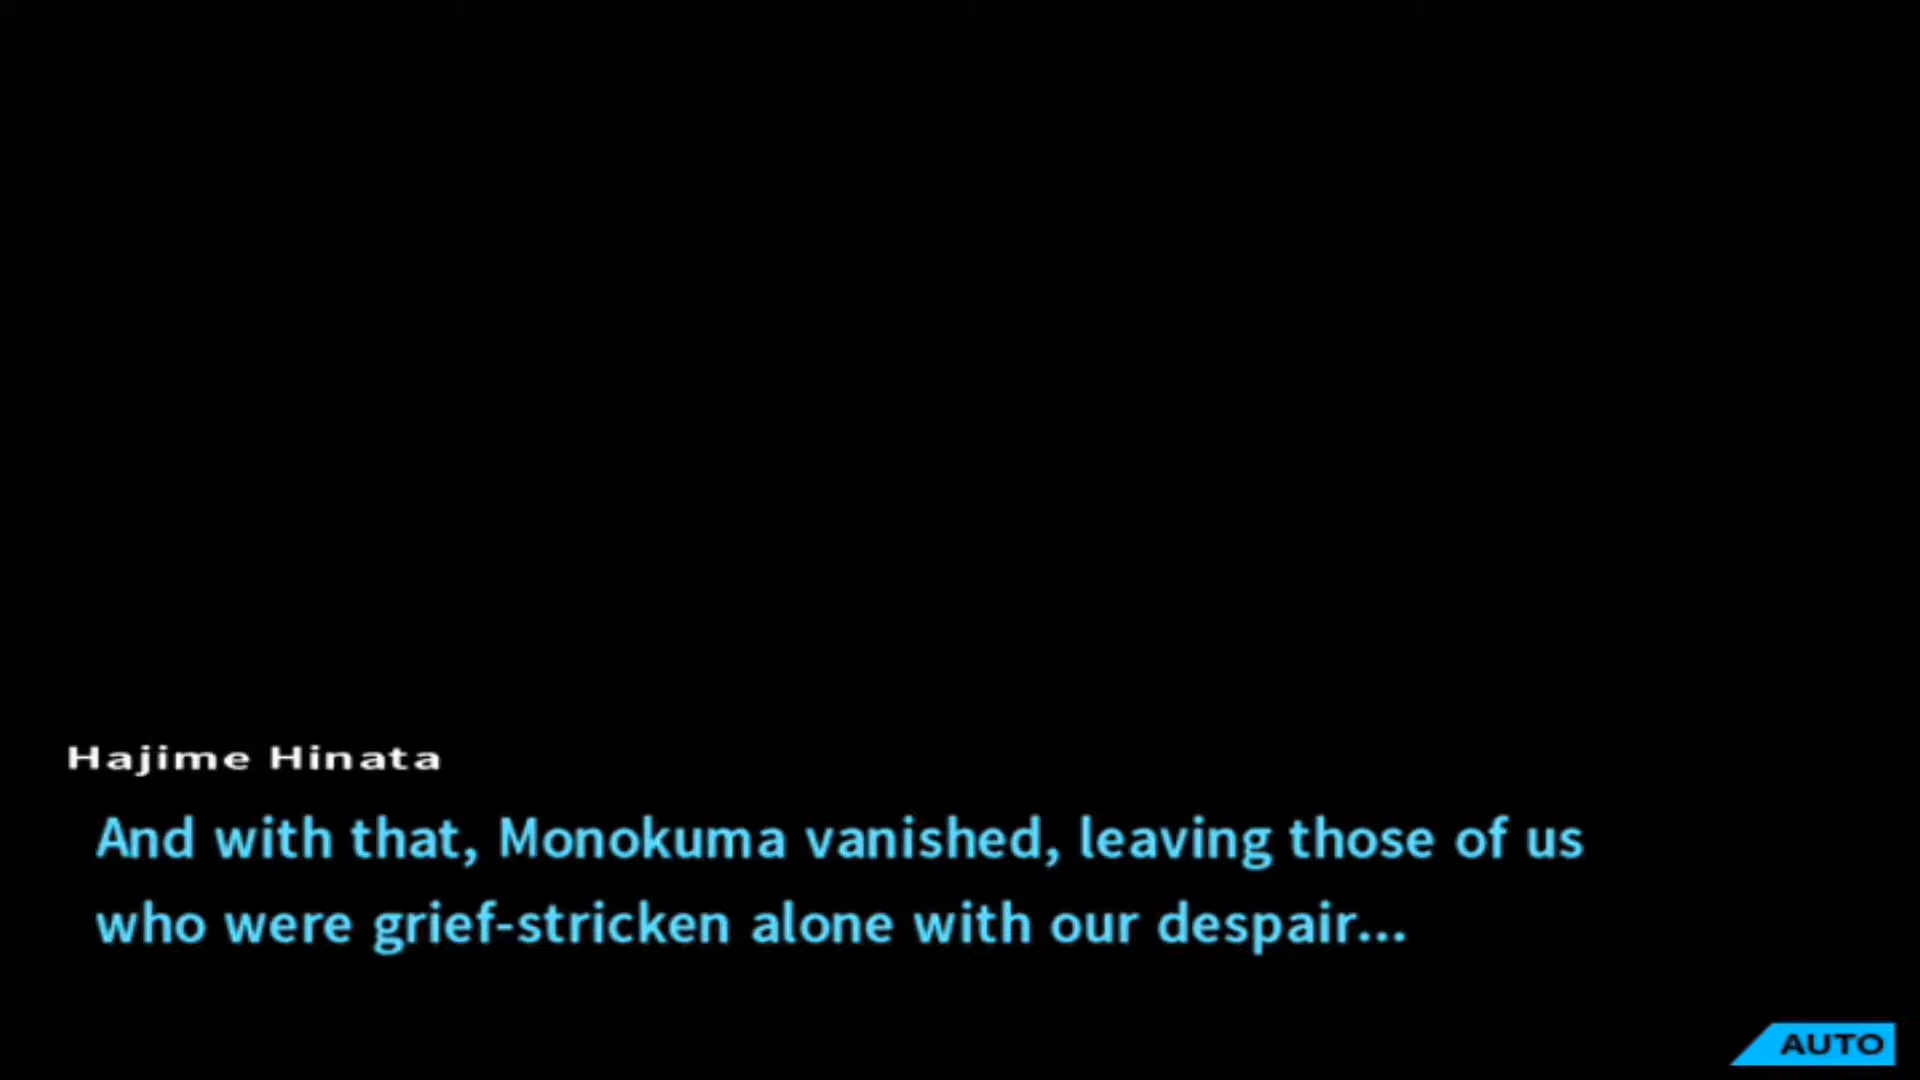 Hajime Hinata
And with that, Monokuma vanished, leaving those of us
who were grief-stricken alone with our despair...
AUTO